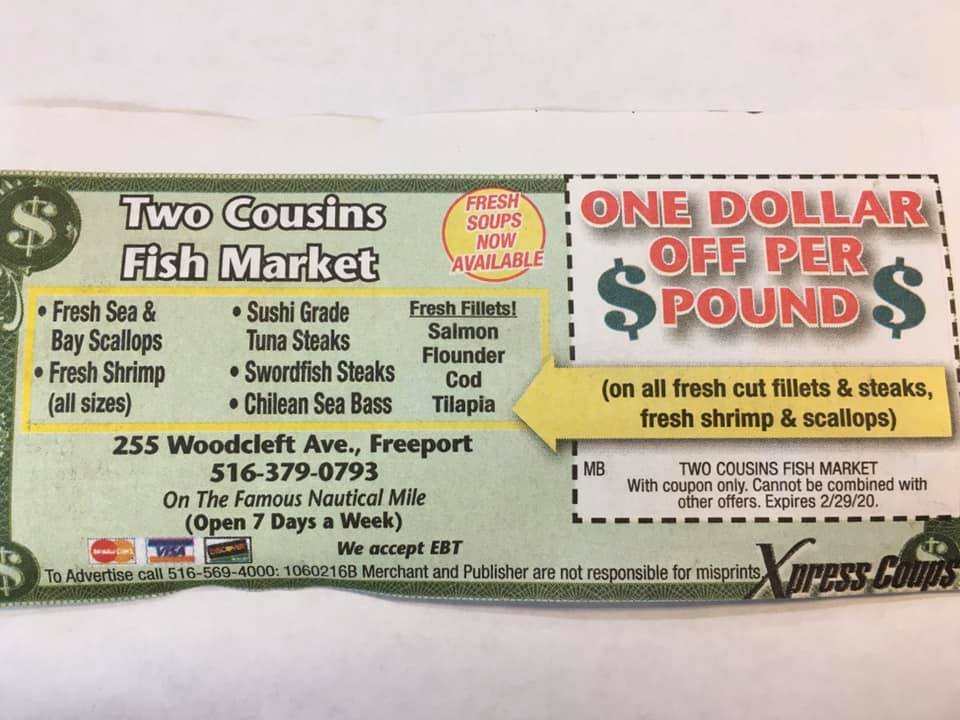 Two Cousins
Fish Market
FRESH
SOUPS
NOW
AVAILABLE
• Fresh Sea &
Bay Scallops
• Fresh Shrimp
(all sizes)
• Sushi Grade
Tuna Steaks
• Swordfish Steaks
• Chilean Sea Bass
Fresh Fillets!
Salmon
Flounder
Cod
Tilapia
255 Woodcleft Ave., Freeport
516-379-0793
On The Famous Nautical Mile
(Open 7 Days a Week)
We accept EBT
MasterCard
VISA
DISCOVER
To Advertise call 516-569-4000: 1060216B Merchant and Publisher are not responsible for misprints
Xpress Coups
$
$
$
ONE DOLLAR
OFF PER
$ POUND $
(on all fresh cut fillets & steaks,
fresh shrimp & scallops)
MB
TWO COUSINS FISH MARKET
With coupon only. Cannot be combined with
other offers. Expires 2/29/20.